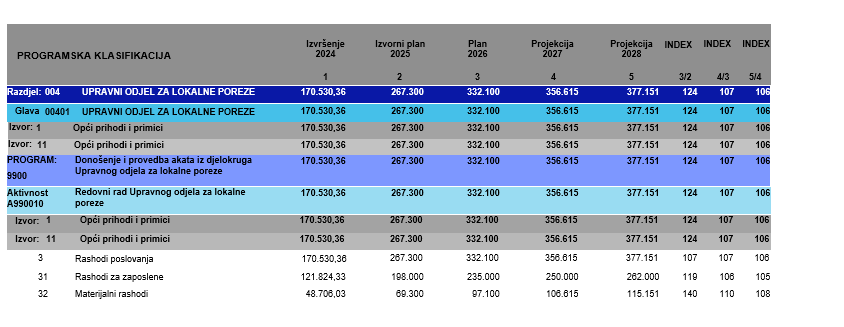 PROGRAMSKA KLASIFIKACIJA Izvršenje 2024 Izvorni plan 2025 Plan 2026 Projekcija 2027 Projekcija 2028 INDEX INDEX INDEX
1 2 3 4 5 3/2 4/3 5/4
Razdjel: 004 UPRAVNI ODJEL ZA LOKALNE POREZE 170.530,36 267.300 332.100 356.615 377.151 124 107 106
Glava 00401 UPRAVNI ODJEL ZA LOKALNE POREZE 170.530,36 267.300 332.100 356.615 377.151 124 107 106
Izvor: 1 Opći prihodi i primici 170.530,36 267.300 332.100 356.615 377.151 124 107 106
Izvor: 11 Opći prihodi i primici 170.530,36 267.300 332.100 356.615 377.151 124 107 106
PROGRAM: 9900 Donošenje i provedba akata iz djelokruga Upravnog odjela za lokalne poreze 170.530,36 267.300 332.100 356.615 377.151 124 107 106
Aktivnost A990010 Redovni rad Upravnog odjela za lokalne poreze 170.530,36 267.300 332.100 356.615 377.151 124 107 106
Izvor: 1 Opći prihodi i primici 170.530,36 267.300 332.100 356.615 377.151 124 107 106
Izvor: 11 Opći prihodi i primici 170.530,36 267.300 332.100 356.615 377.151 124 107 106
3 Rashodi poslovanja 170.530,36 267.300 332.100 356.615 377.151 107 107 106
31 Rashodi za zaposlene 121.824,33 198.000 235.000 250.000 262.000 119 106 105
32 Materijalni rashodi 48.706,03 69.300 97.100 106.615 115.151 140 110 108